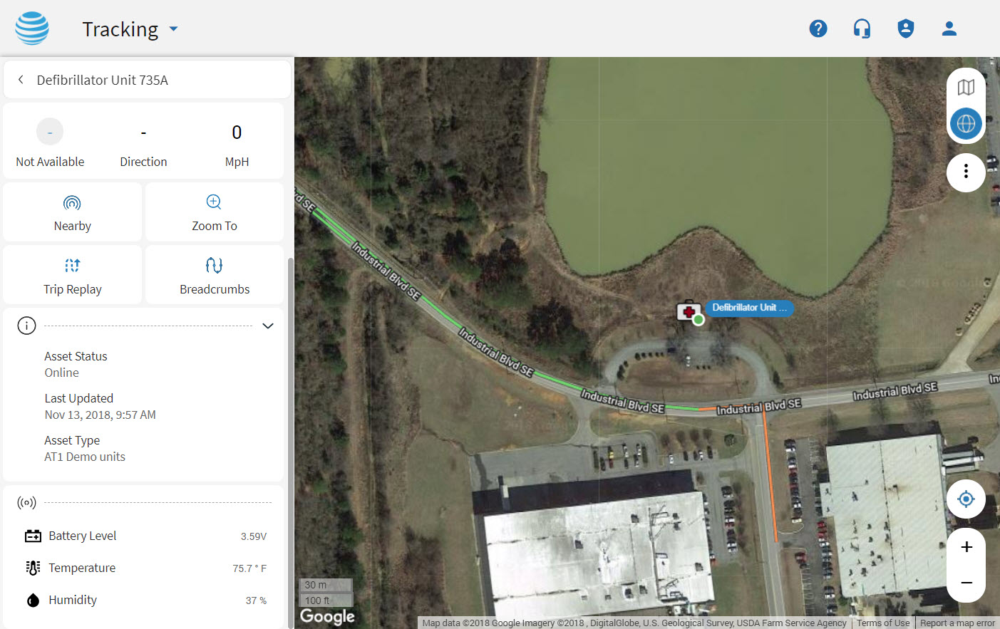 Tracking
Defibrillator Unit 735A
-
Not Available
-
Direction
0
MpH
Nearby
Zoom To
Trip Replay
Breadcrumbs
Asset Status
Online
Last Updated
Nov 13, 2018, 9:57 AM
Asset Type
AT1 Demo units
Battery Level 3.59V
Temperature 75.7 ° F
Humidity 37 %
vd SE
Industrial Blvd SE
Industrial Blvd SE
Industrial Blvd SE
Industrial Blvd SE
Industrial Blvd SE
In
Defibrillator Unit ...
30 m
100 ft
Google
Map data ©2018 Google Imagery ©2018 , DigitalGlobe, U.S. Geological Survey, USDA Farm Service Agency
Terms of Use
Report a map error